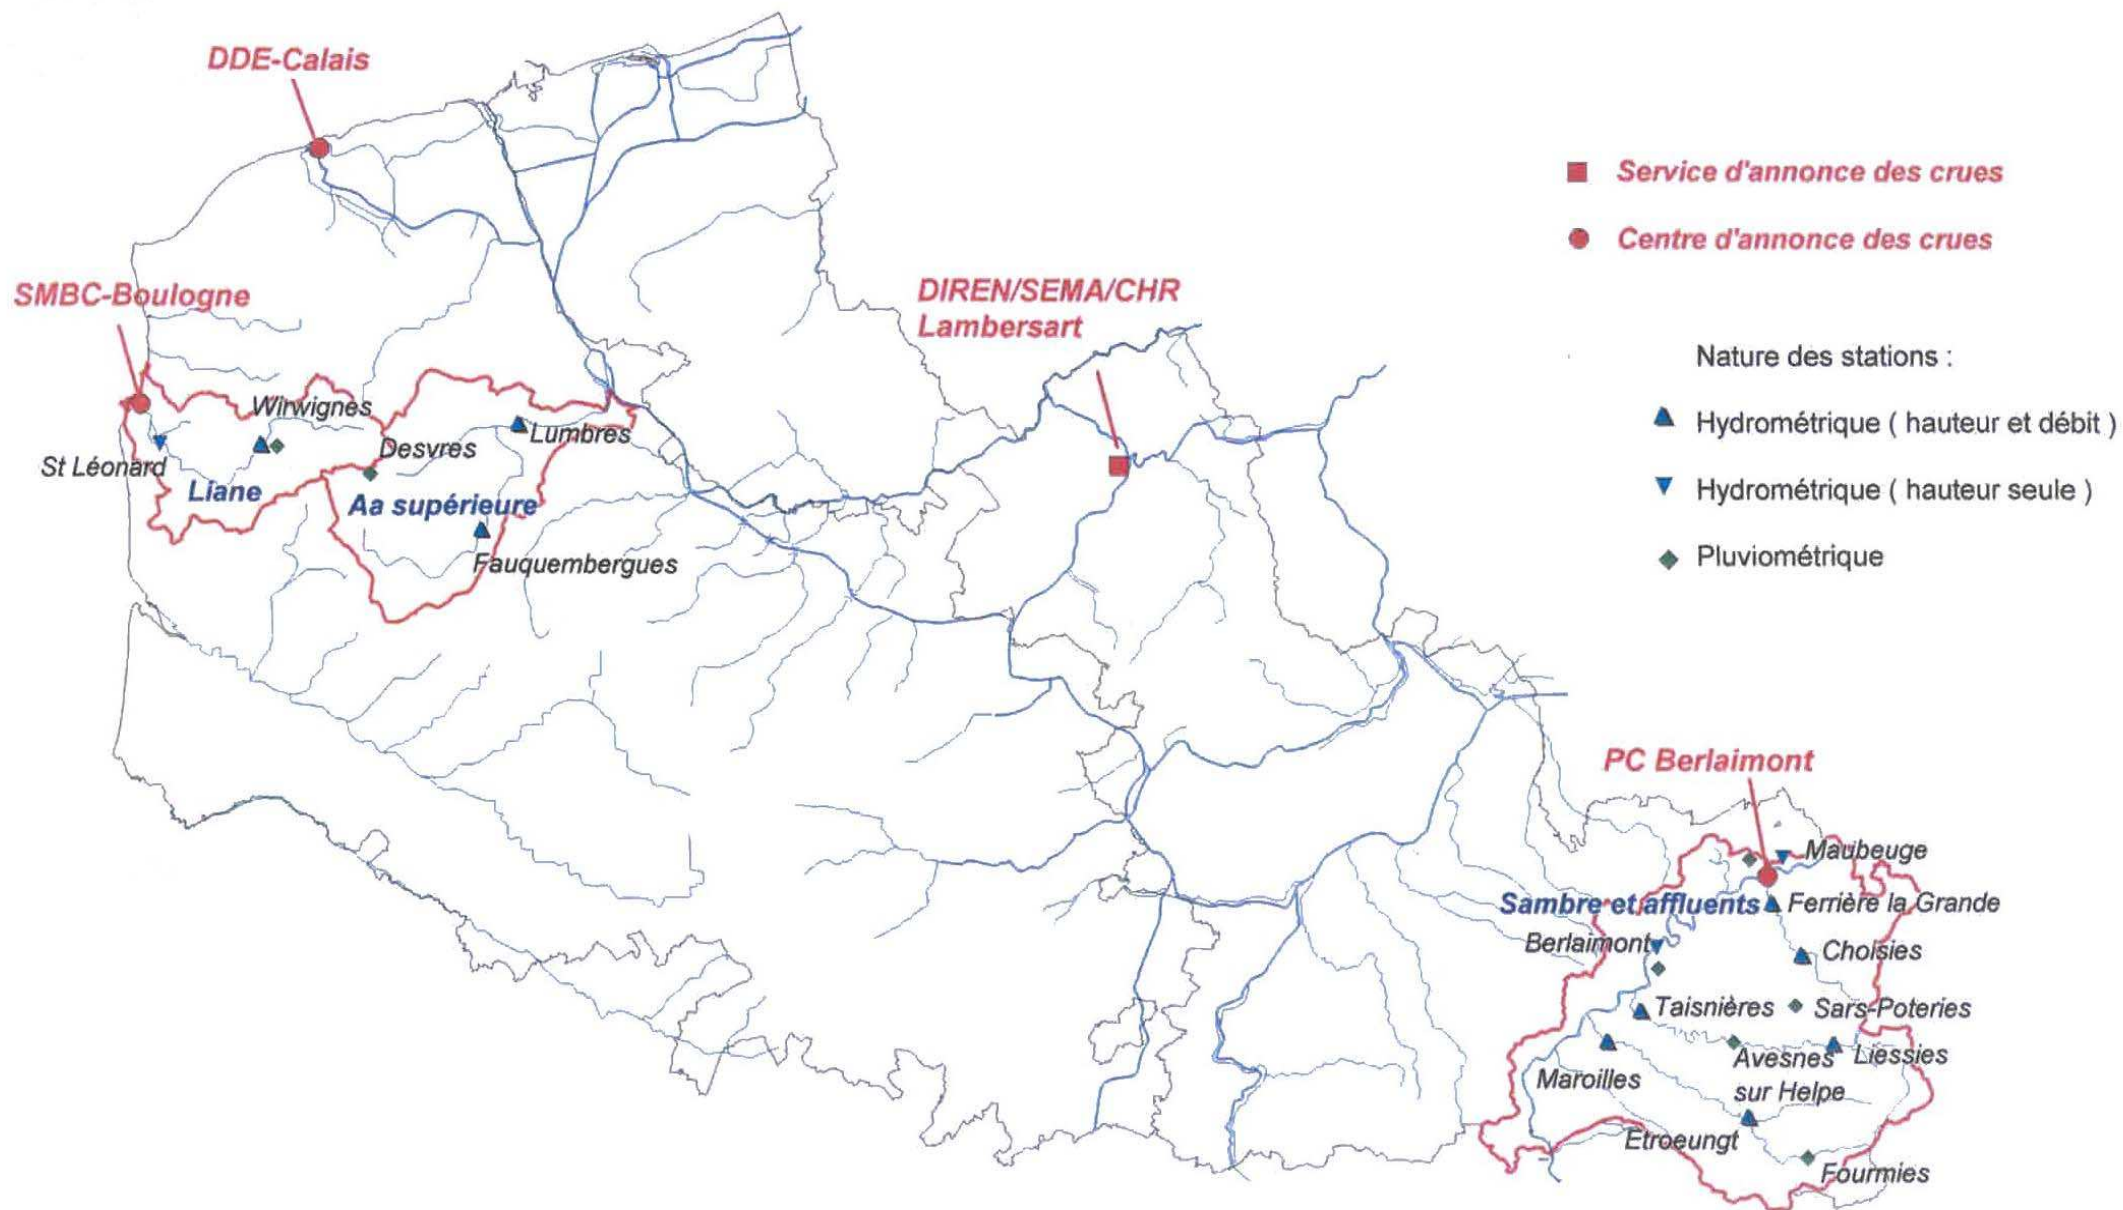 DDE-Calais
Service d'annonce des crues
Centre d'annonce des crues
SMBC-Boulogne
DIREN/SEMA/CHR
Lambersart
Nature des stations :
Hydrométrique ( hauteur et débit )
Hydrométrique ( hauteur seule )
Pluviométrique
Wirwignes
Desvres
Lumbres
St Léonard
Liane
Aa supérieure
Fauquembergues
PC Berlaimont
Maubeuge
Sambre et affluents
Ferrière la Grande
Berlaimont
Choisies
Taisnières
Sars-Poteries
Avesnes
sur Helpe
Liessies
Maroilles
Etroeungt
Fourmies